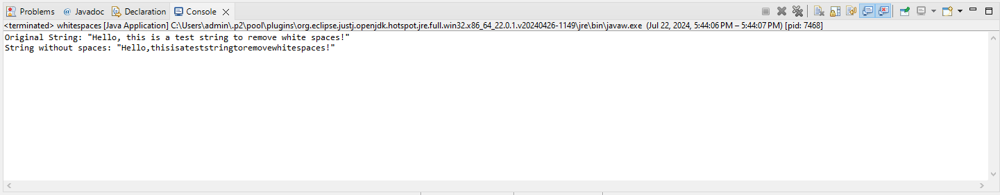 Problems @ Javadoc Declaration Console
<terminated> whitespaces [Java Application] C:\Users\admin\.p2\pool\plugins\org.eclipse.justj.openjdk.hotspot.jre.full.win32.x86_64_22.0.1.v20240426-1149\jre\bin\javaw.exe (Jul 22, 2024, 5:44:06 PM – 5:44:07 PM) [pid: 7468]
Original String: "Hello, this is a test string to remove white spaces!"
String without spaces: "Hello,thisisateststringtoremovewhitespaces!"